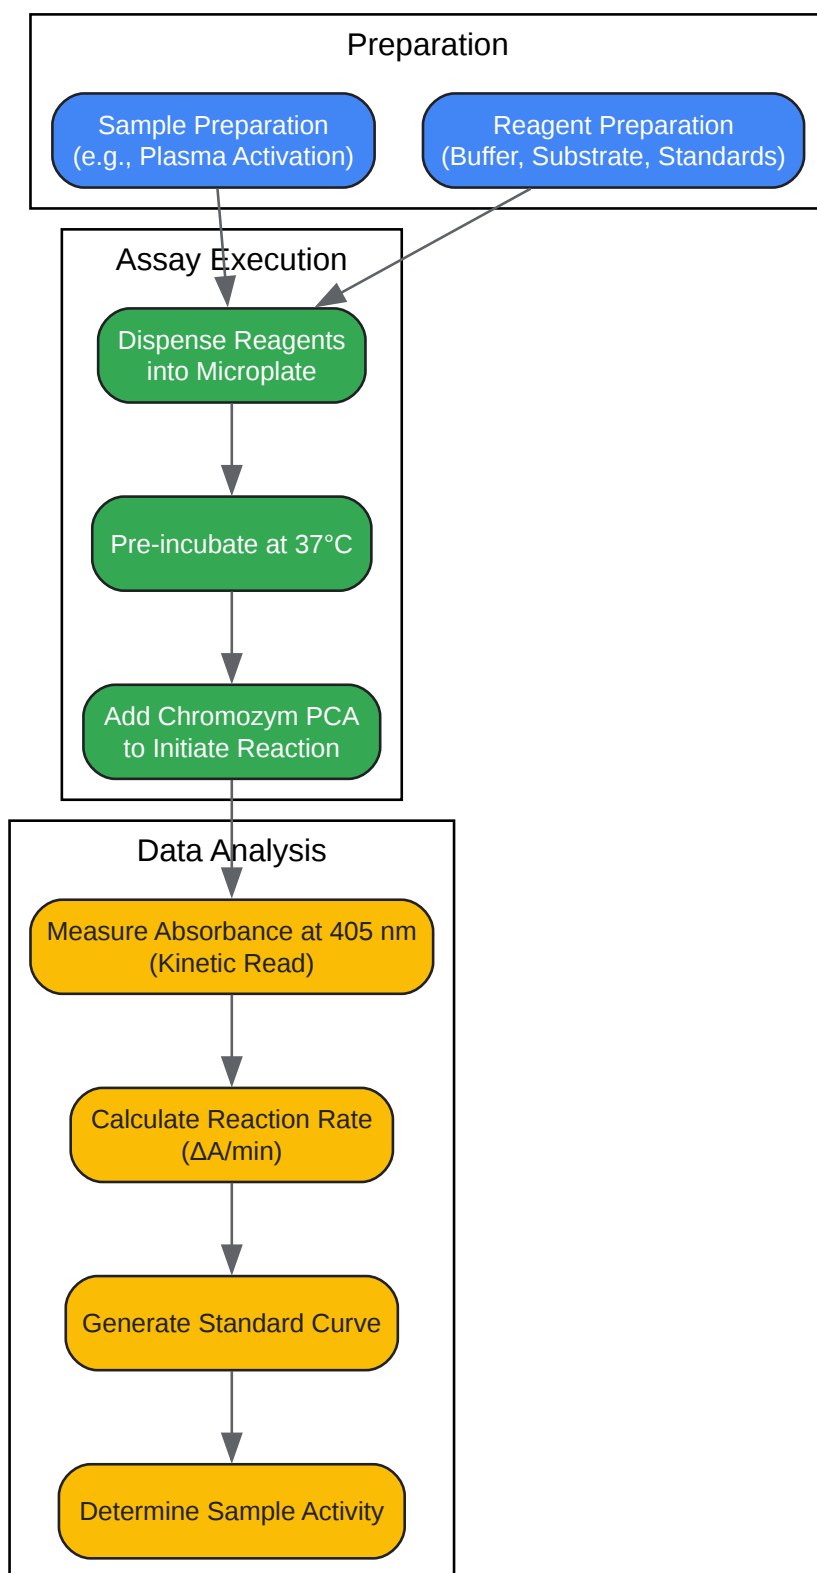 Preparation
Sample Preparation
(e.g., Plasma Activation)
Reagent Preparation
(Buffer, Substrate, Standards)
Assay Execution
Dispense Reagents
into Microplate
Pre-incubate at 37°C
Add Chromozym PCA
to Initiate Reaction
Data Analysis
Measure Absorbance at 405 nm
(Kinetic Read)
Calculate Reaction Rate
(ΔA/min)
Generate Standard Curve
Determine Sample Activity